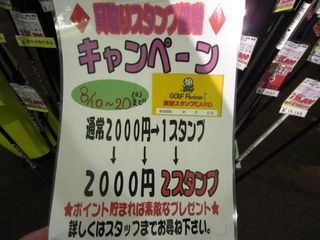 買取りスタンプ増量
キャンペーン
8/10～20(土)まで!!
GOLF Partner
買取スタンプCARD
通常2000円→1スタンプ
↓ ↓ ↓
2000円 2スタンプ
★ポイント貯まれば素敵なプレゼント★
詳しくはスタッフまでお尋ね下さい。